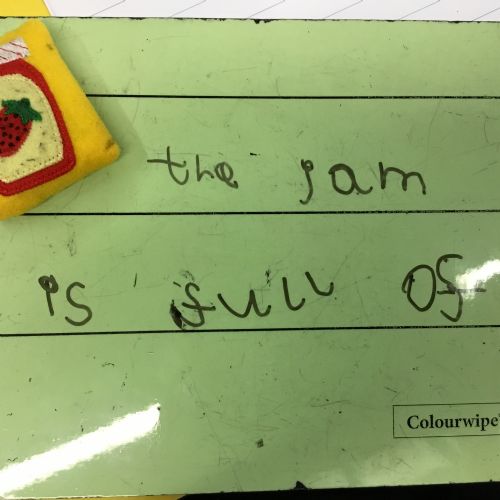 the jam
is full of
Colourwipe